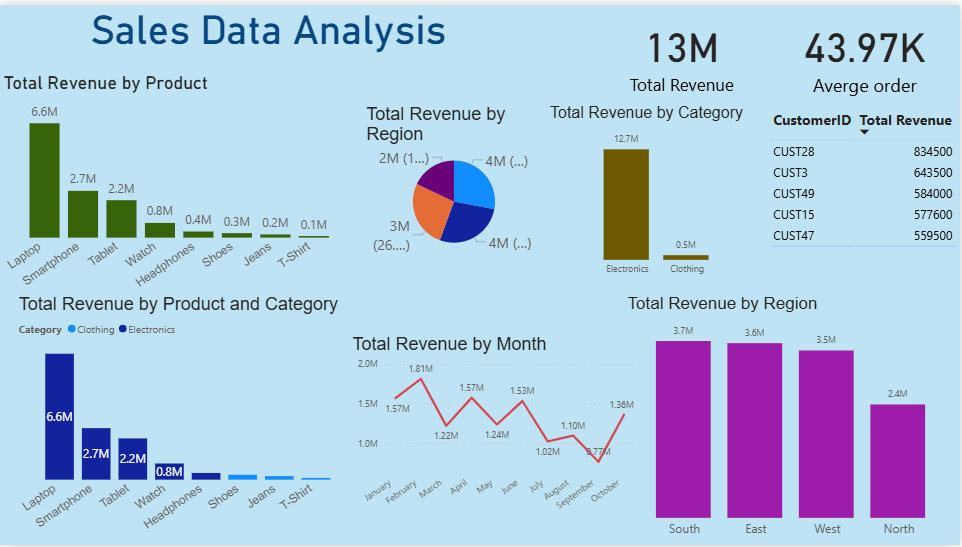 Sales Data Analysis
13M
Total Revenue
43.97K
Averge order
Total Revenue by Product
6.6M
2.7M
2.2M
0.8M
0.4M
0.3M
0.2M
0.1M
Laptop
Smartphone
Tablet
Watch
Headphones
Shoes
Jeans
T-Shirt
Total Revenue by
Region
2M (1...)
4M (...)
3M
(26....)
4M (...)
Total Revenue by Category
12.7M
0.5M
Electronics
Clothing
CustomerID Total Revenue
CUST28 834500
CUST3 643500
CUST49 584000
CUST15 577600
CUST47 559500
Total Revenue by Product and Category
Category Clothing Electronics
6.6M
2.7M
2.2M
0.8M
Laptop
Smartphone
Tablet
Watch
Headphones
Shoes
Jeans
T-Shirt
Total Revenue by Month
2.0M
1.5M
1.0M
1.57M
1.81M
1.22M
1.57M
1.24M
1.53M
1.02M
1.10M
0.77M
1.36M
January
February
March
April
May
June
July
August
September
October
Total Revenue by Region
3.7M
3.6M
3.5M
2.4M
South
East
West
North